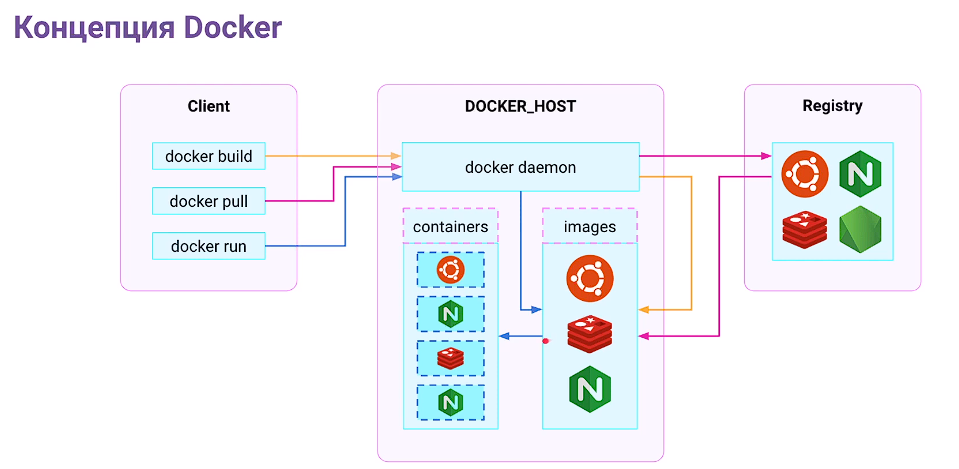 Концепция Docker
Client
docker build
docker pull
docker run
DOCKER_HOST
docker daemon
containers
images
Registry